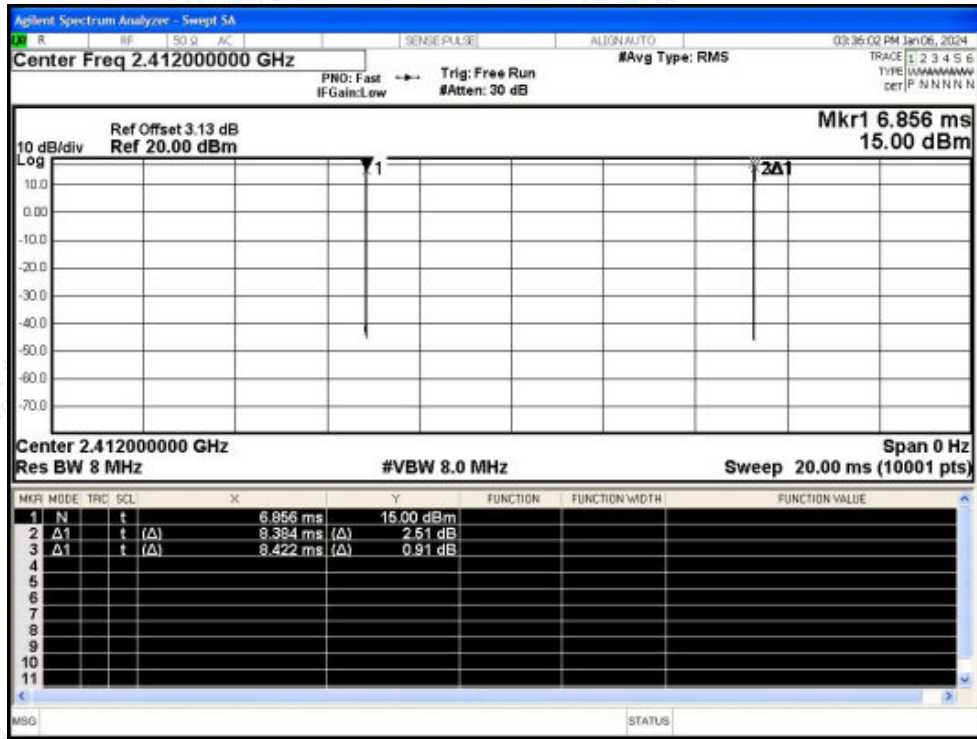 Agilent Spectrum Analyzer - Swept SA
R RF 50 Ω AC SENSE:PULSE ALIGNAUTO 03:36:02 PM Jan 06, 2024
Center Freq 2.412000000 GHz
#Avg Type: RMS
TRACE 1 2 3 4 5 6
PNO: Fast Trig: Free Run
TYPE
IFGain:Low #Atten: 30 dB
DET P N N N N N
Mkr1 6.856 ms
15.00 dBm
Ref Offset 3.13 dB
10 dB/div Ref 20.00 dBm
Log
1
2Δ1
10.0
0.00
-10.0
-20.0
-30.0
-40.0
-50.0
-60.0
-70.0
Center 2.412000000 GHz Span 0 Hz
Res BW 8 MHz #VBW 8.0 MHz Sweep 20.00 ms (10001 pts)
MKR MODE TRC SCL X Y FUNCTION FUNCTION WIDTH FUNCTION VALUE
1 N t 6.856 ms 15.00 dBm
2 Δ1 t (Δ) 8.384 ms (Δ) 2.51 dB
3 Δ1 t (Δ) 8.422 ms (Δ) 0.91 dB
4
5
6
7
8
9
10
11
MSG STATUS